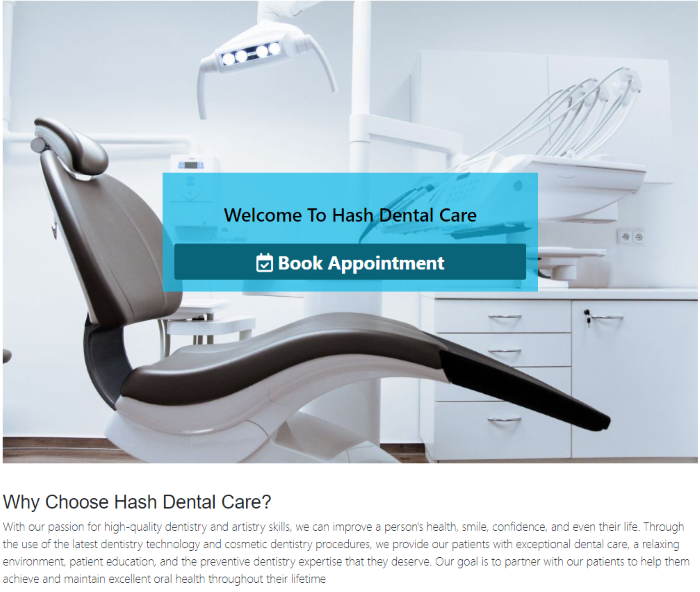 Welcome To Hash Dental Care
Book Appointment
Why Choose Hash Dental Care?
With our passion for high-quality dentistry and artistry skills, we can improve a person's health, smile, confidence, and even their life. Through
the use of the latest dentistry technology and cosmetic dentistry procedures, we provide our patients with exceptional dental care, a relaxing
environment, patient education, and the preventive dentistry expertise that they deserve. Our goal is to partner with our patients to help them
achieve and maintain excellent oral health throughout their lifetime